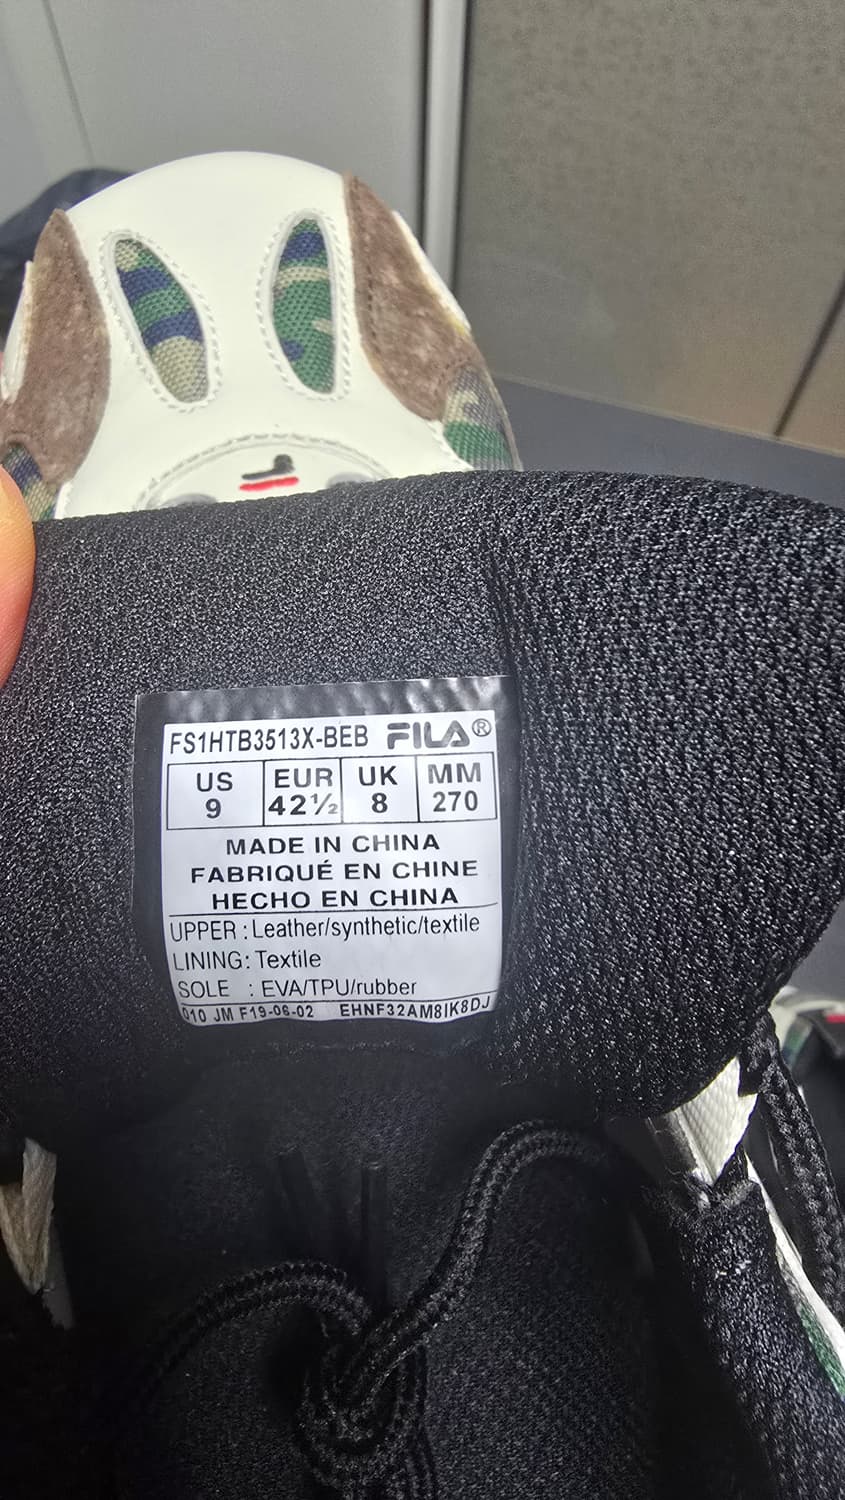 FS1HTB3513X-BEB FILA®
US EUR UK MM
9 42½ 8 270
MADE IN CHINA
FABRIQUÉ EN CHINE
HECHO EN CHINA
UPPER : Leather/synthetic/textile
LINING: Textile
SOLE : EVA/TPU/rubber
010 JM F19-06-02 EHNF32AM8IK8DJ